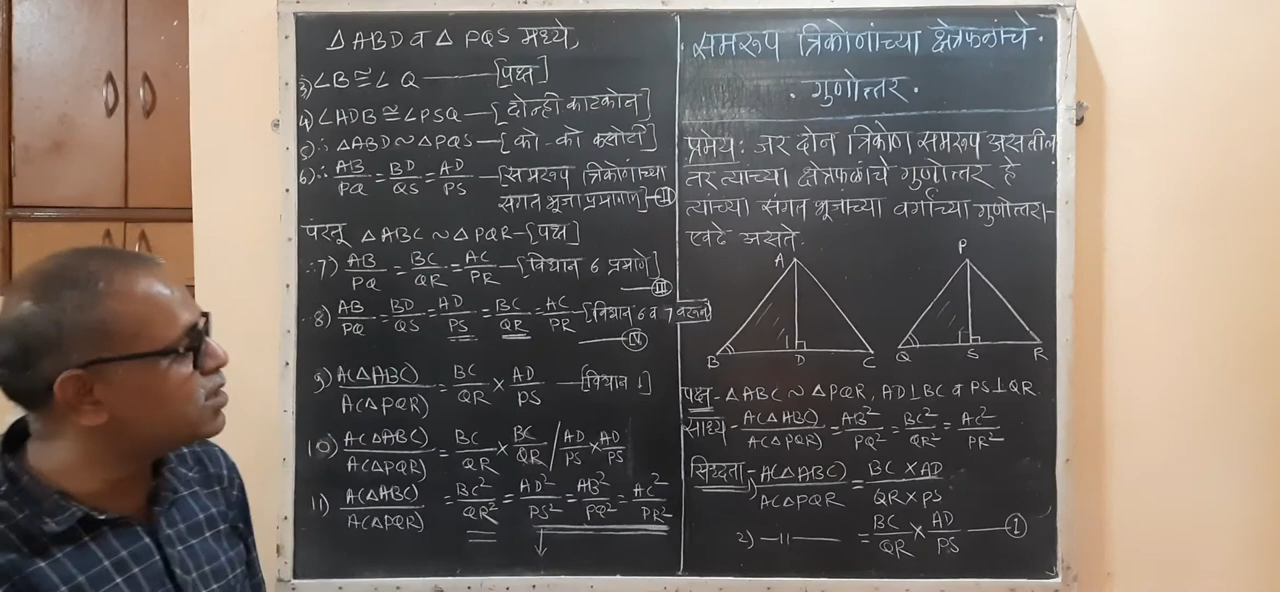 समरूप त्रिकोणांच्या क्षेत्रफळांचे
गुणोत्तर.
प्रमेय: जर दोन त्रिकोण समरूप असतील
तर त्यांच्या क्षेत्रफळांचे गुणोत्तर हे
त्यांच्या संगत भूजांच्या वर्गांच्या गुणोत्तरा-
एवढे असते.
A
B D C
P
Q S R
पक्ष - △ABC ~ △PQR, AD⊥BC व PS⊥QR.
साध्य - A(△ABC)/A(△PQR) = AB²/PQ² = BC²/QR² = AC²/PR²
सिध्दता - 1) A(△ABC)/A(△PQR = BC × AD/QR × PS
2) —॥— = BC/QR × AD/PS —①
△ABD व △PQS मध्ये,
3) ∠B ≅ ∠Q —[पक्ष]
4) ∠ADB ≅ ∠PSQ —[दोन्ही काटकोन]
5) ∴ △ABD ~ △PQS —[को-को कसोटी]
6) ∴ AB/PQ = BD/QS = AD/PS —[समरूप त्रिकोणांच्या
संगत भूजा प्रमाणात] —Ⅱ
परंतू △ABC ~ △PQR —[पक्ष]
∴ 7) AB/PQ = BC/QR = AC/PR —[विधान 6 प्रमाणे]
—Ⅲ
∴ 8) AB/PQ = BD/QS = AD/PS = BC/QR = AC/PR —[विधान 6 व 7 वरून]
—Ⅳ
9) A(△ABC)/A(△PQR) = BC/QR × AD/PS —[विधान 1]
10) A(△ABC)/A(△PQR) = BC/QR × BC/QR / AD/PS × AD/PS
11) A(△ABC)/A(△PQR) = BC²/QR² = AD²/PS² = AB²/PQ² = AC²/PR²